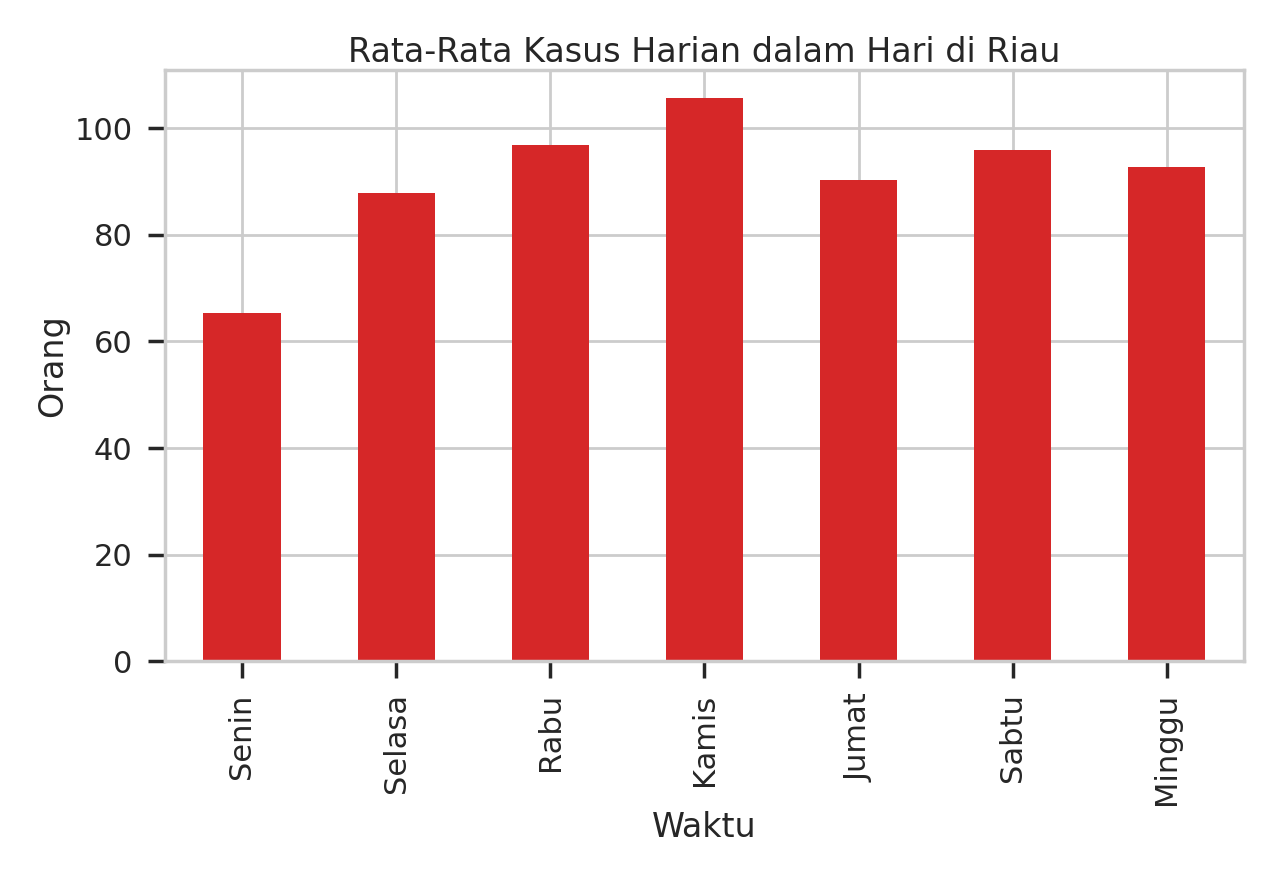 Rata-Rata Kasus Harian dalam Hari di Riau
100
80
60
40
20
0
Orang
Senin
Selasa
Rabu
Kamis
Jumat
Sabtu
Minggu
Waktu